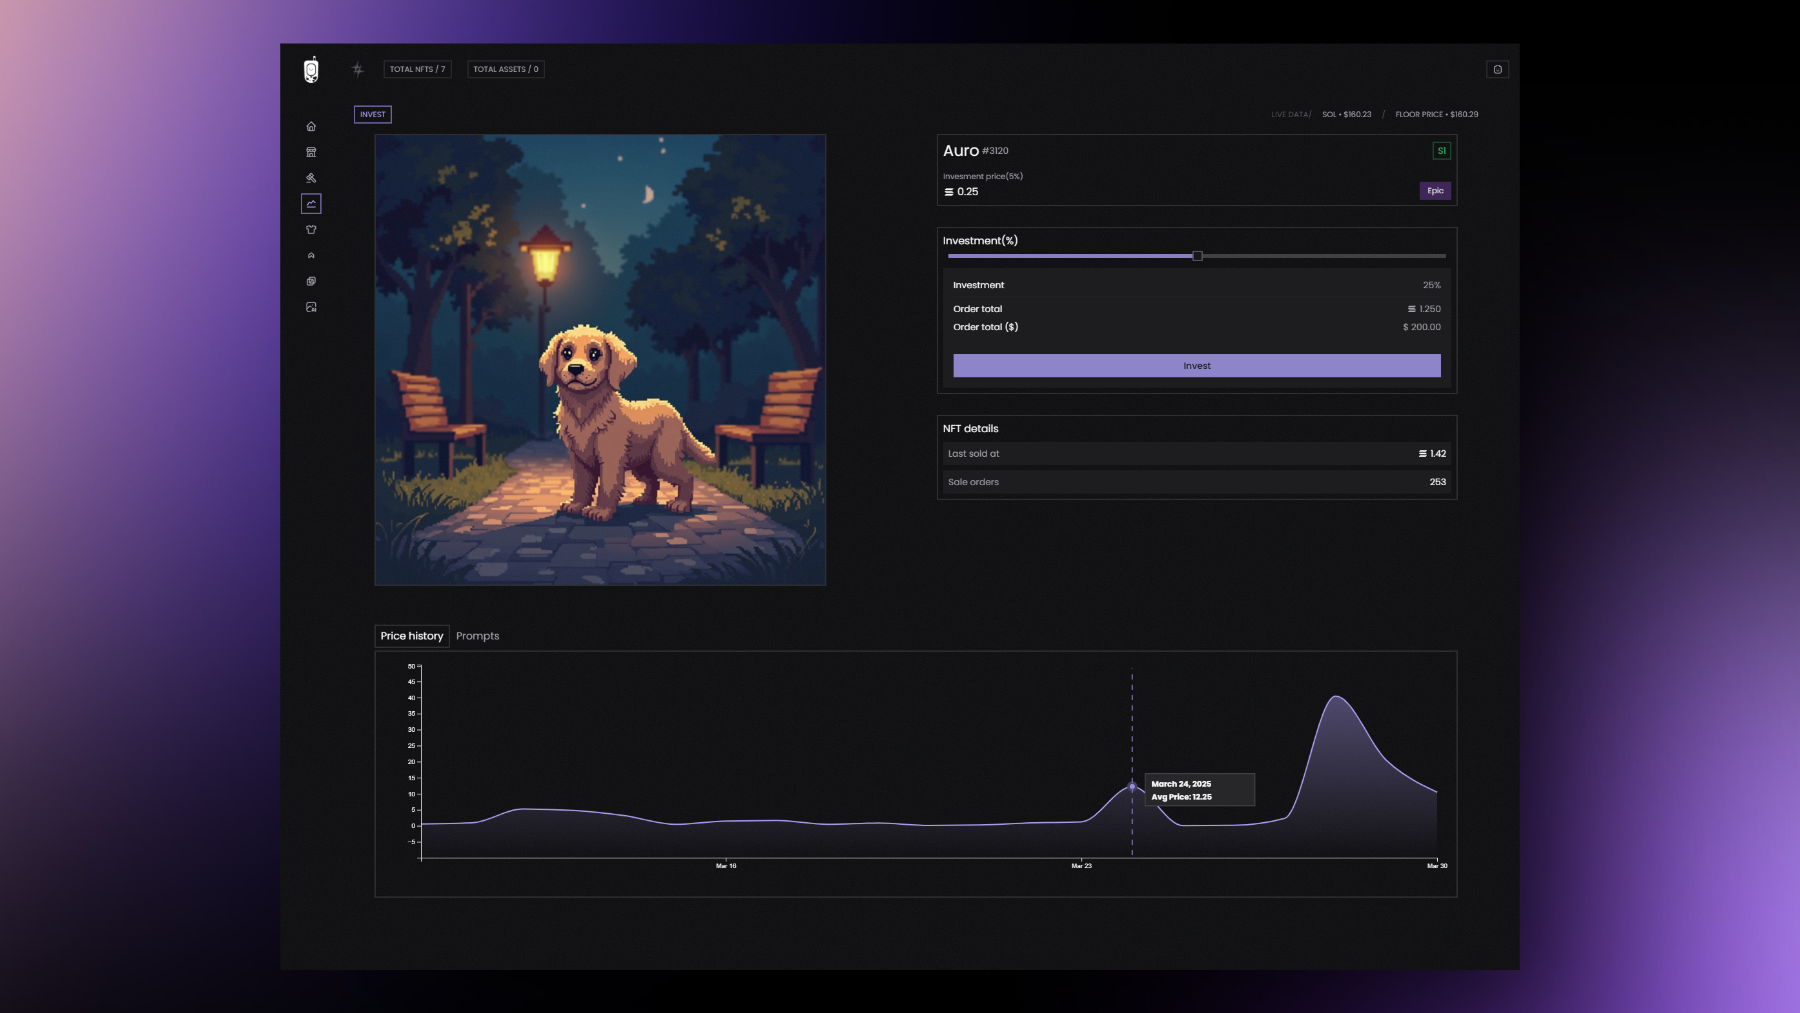 TOTAL NFTS / 7
TOTAL ASSETS / 0
INVEST
LIVE DATA/ SOL • $160.23 / FLOOR PRICE • $160.29
Auro #3120
S1
Invesment price(5%)
0.25
Epic
Investment(%)
Investment 25%
Order total 1.250
Order total ($) $ 200.00
Invest
NFT details
Last sold at 1.42
Sale orders 253
Price history Prompts
50
45
40
35
30
25
20
15
10
5
0
-5
March 24, 2025
Avg Price: 12.25
Mar 16 Mar 23 Mar 30